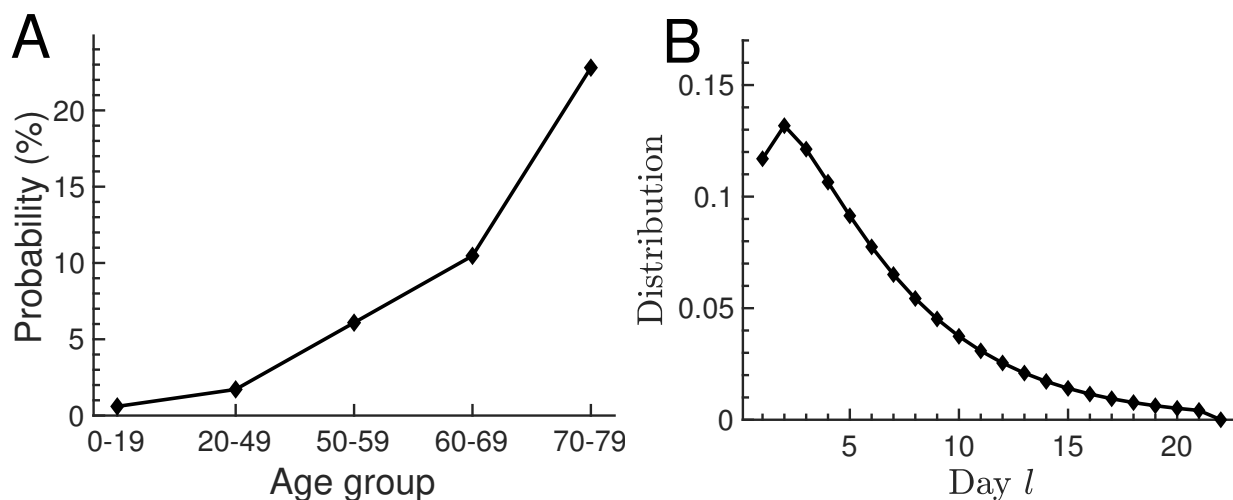 A
Probability (%)
20
15
10
5
0
0-19 20-49 50-59 60-69 70-79
Age group
B
Distribution
0.15
0.1
0.05
0
5 10 15 20
Day l